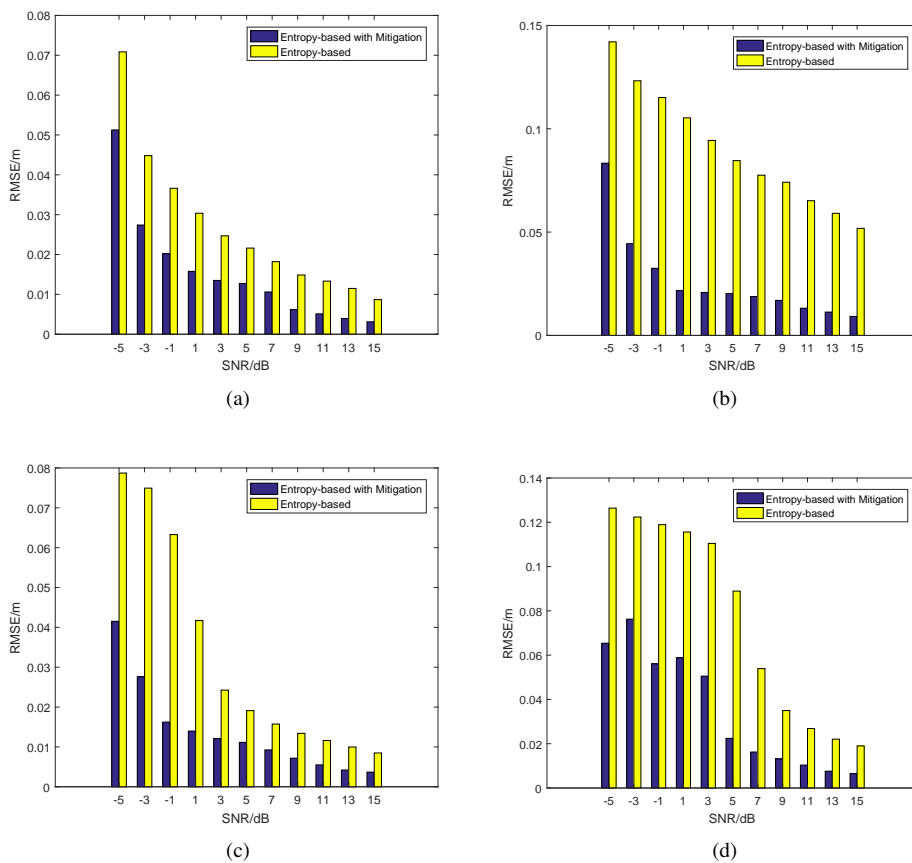 0.08
0.07
0.06
0.05
0.04
0.03
0.02
0.01
0
RMSE/m
Entropy-based with Mitigation
Entropy-based
-5 -3 -1 1 3 5 7 9 11 13 15
SNR/dB
(a)
0.15
0.1
0.05
0
RMSE/m
Entropy-based with Mitigation
Entropy-based
-5 -3 -1 1 3 5 7 9 11 13 15
SNR/dB
(b)
0.08
0.07
0.06
0.05
0.04
0.03
0.02
0.01
0
RMSE/m
Entropy-based with Mitigation
Entropy-based
-5 -3 -1 1 3 5 7 9 11 13 15
SNR/dB
(c)
0.14
0.12
0.1
0.08
0.06
0.04
0.02
0
RMSE/m
Entropy-based with Mitigation
Entropy-based
-5 -3 -1 1 3 5 7 9 11 13 15
SNR/dB
(d)